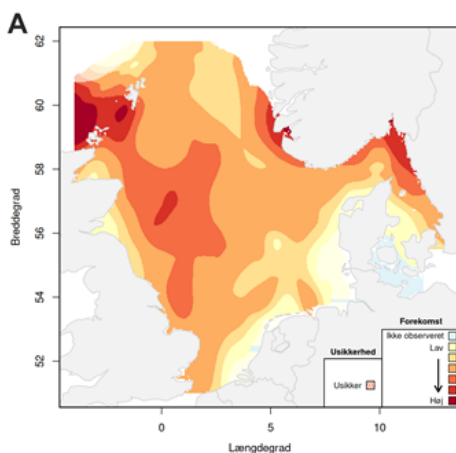 A
62
60
58
56
54
52
Breddegrad
0
5
10
Længdegrad
Usikkerhed
Usikker
Forekomst
Ikke observeret
Lav
Høj